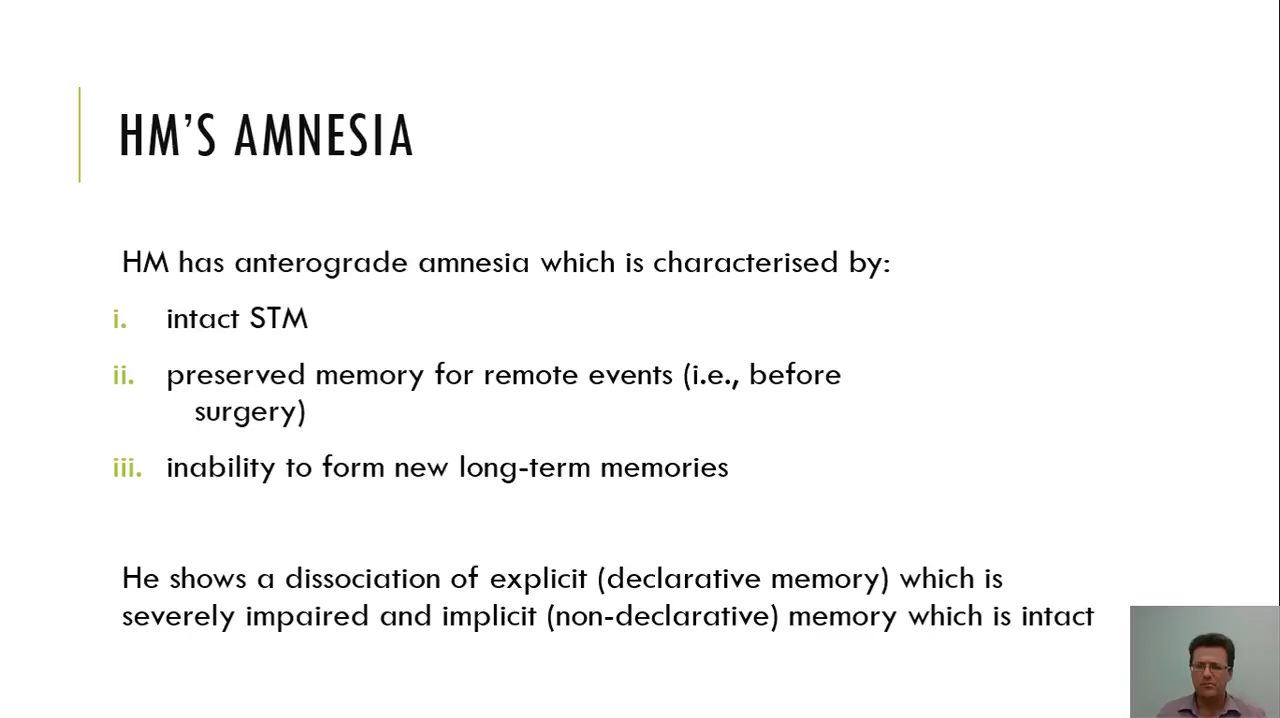 HM'S AMNESIA
HM has anterograde amnesia which is characterised by:
i. intact STM
ii. preserved memory for remote events (i.e., before
surgery)
iii. inability to form new long-term memories
He shows a dissociation of explicit (declarative memory) which is
severely impaired and implicit (non-declarative) memory which is intact